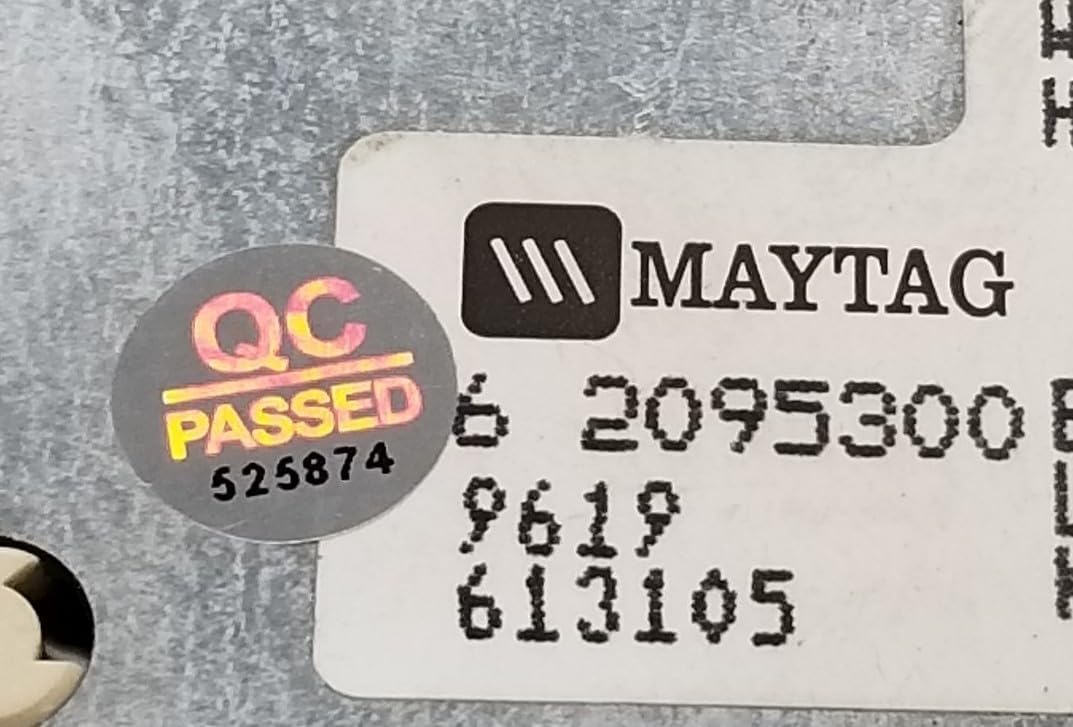 MAYTAG
QC
PASSED
525874
6 2095300
9619
613105